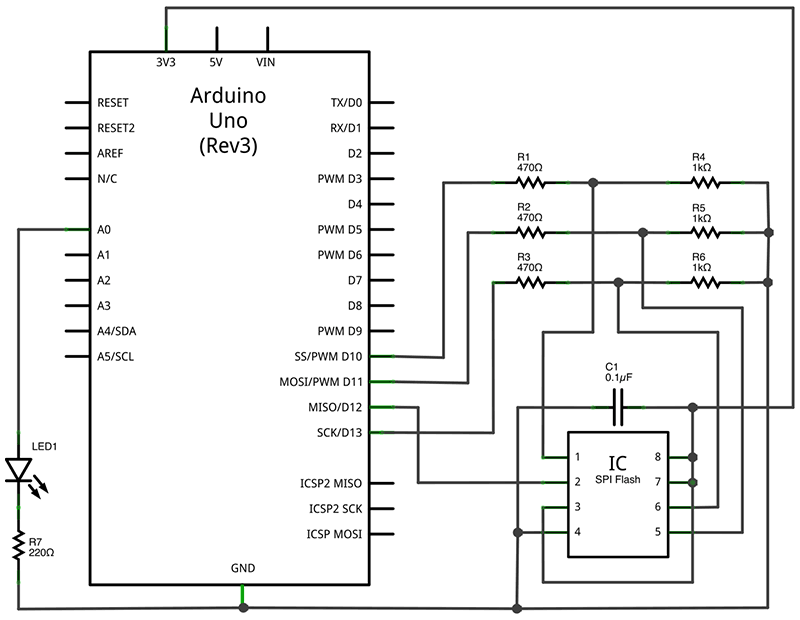 3V3
5V
VIN
Arduino
Uno
(Rev3)
RESET
RESET2
AREF
N/C
A0
A1
A2
A3
A4/SDA
A5/SCL
TX/D0
RX/D1
D2
PWM D3
D4
PWM D5
PWM D6
D7
D8
PWM D9
SS/PWM D10
MOSI/PWM D11
MISO/D12
SCK/D13
ICSP2 MISO
ICSP2 SCK
ICSP MOSI
GND
LED1
R7
220Ω
R1
470Ω
R2
470Ω
R3
470Ω
R4
1kΩ
R5
1kΩ
R6
1kΩ
C1
0.1µF
IC
SPI Flash
1
2
3
4
8
7
6
5